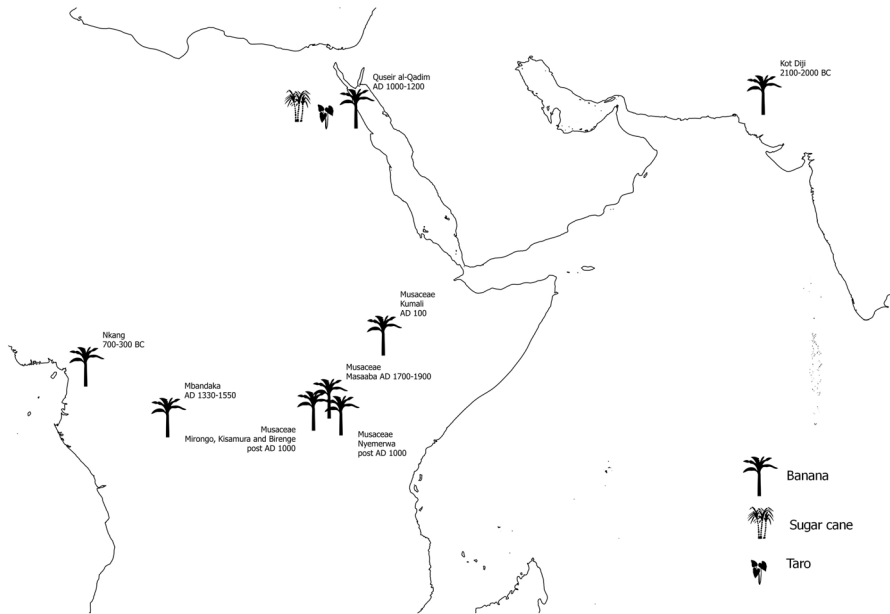 Kot Diji
2100-2000 BC
Quseir al-Qadim
AD 1000-1200
Musaceae
Kumali
AD 100
Nkang
700-300 BC
Musaceae
Masaaba AD 1700-1900
Mbandaka
AD 1330-1550
Musaceae
Mirongo, Kisamura and Birenge
post AD 1000
Musaceae
Nyemerwa
post AD 1000
Banana
Sugar cane
Taro